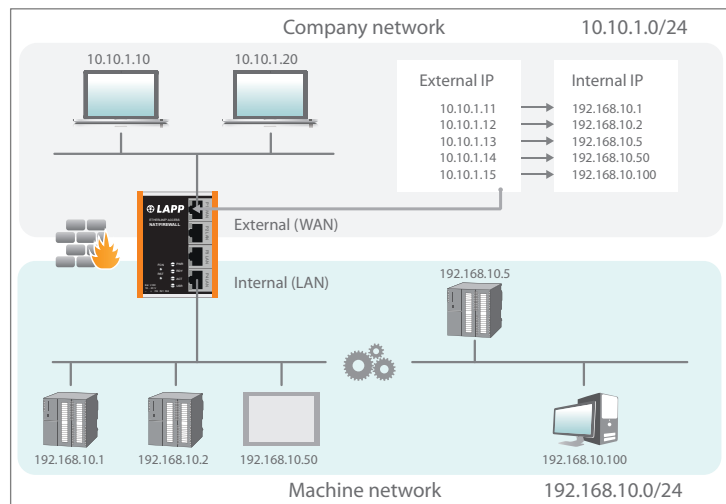 Company network 10.10.1.0/24
10.10.1.10 10.10.1.20
External IP Internal IP
10.10.1.11 192.168.10.1
10.10.1.12 192.168.10.2
10.10.1.13 192.168.10.5
10.10.1.14 192.168.10.50
10.10.1.15 192.168.10.100
LAPP
NAT/FIREWALL
External (WAN)
Internal (LAN)
192.168.10.5
192.168.10.1 192.168.10.2 192.168.10.50 192.168.10.100
Machine network 192.168.10.0/24